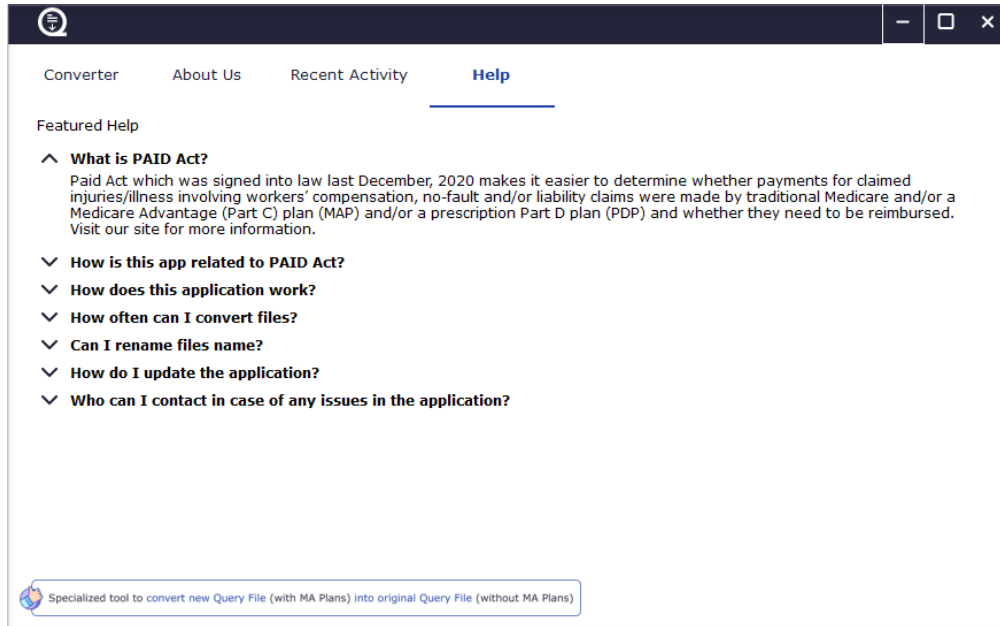 Converter About Us Recent Activity Help
Featured Help
What is PAID Act?
Paid Act which was signed into law last December, 2020 makes it easier to determine whether payments for claimed
injuries/illness involving workers’ compensation, no-fault and/or liability claims were made by traditional Medicare and/or a
Medicare Advantage (Part C) plan (MAP) and/or a prescription Part D plan (PDP) and whether they need to be reimbursed.
Visit our site for more information.
How is this app related to PAID Act?
How does this application work?
How often can I convert files?
Can I rename files name?
How do I update the application?
Who can I contact in case of any issues in the application?
Specialized tool to convert new Query File (with MA Plans) into original Query File (without MA Plans)